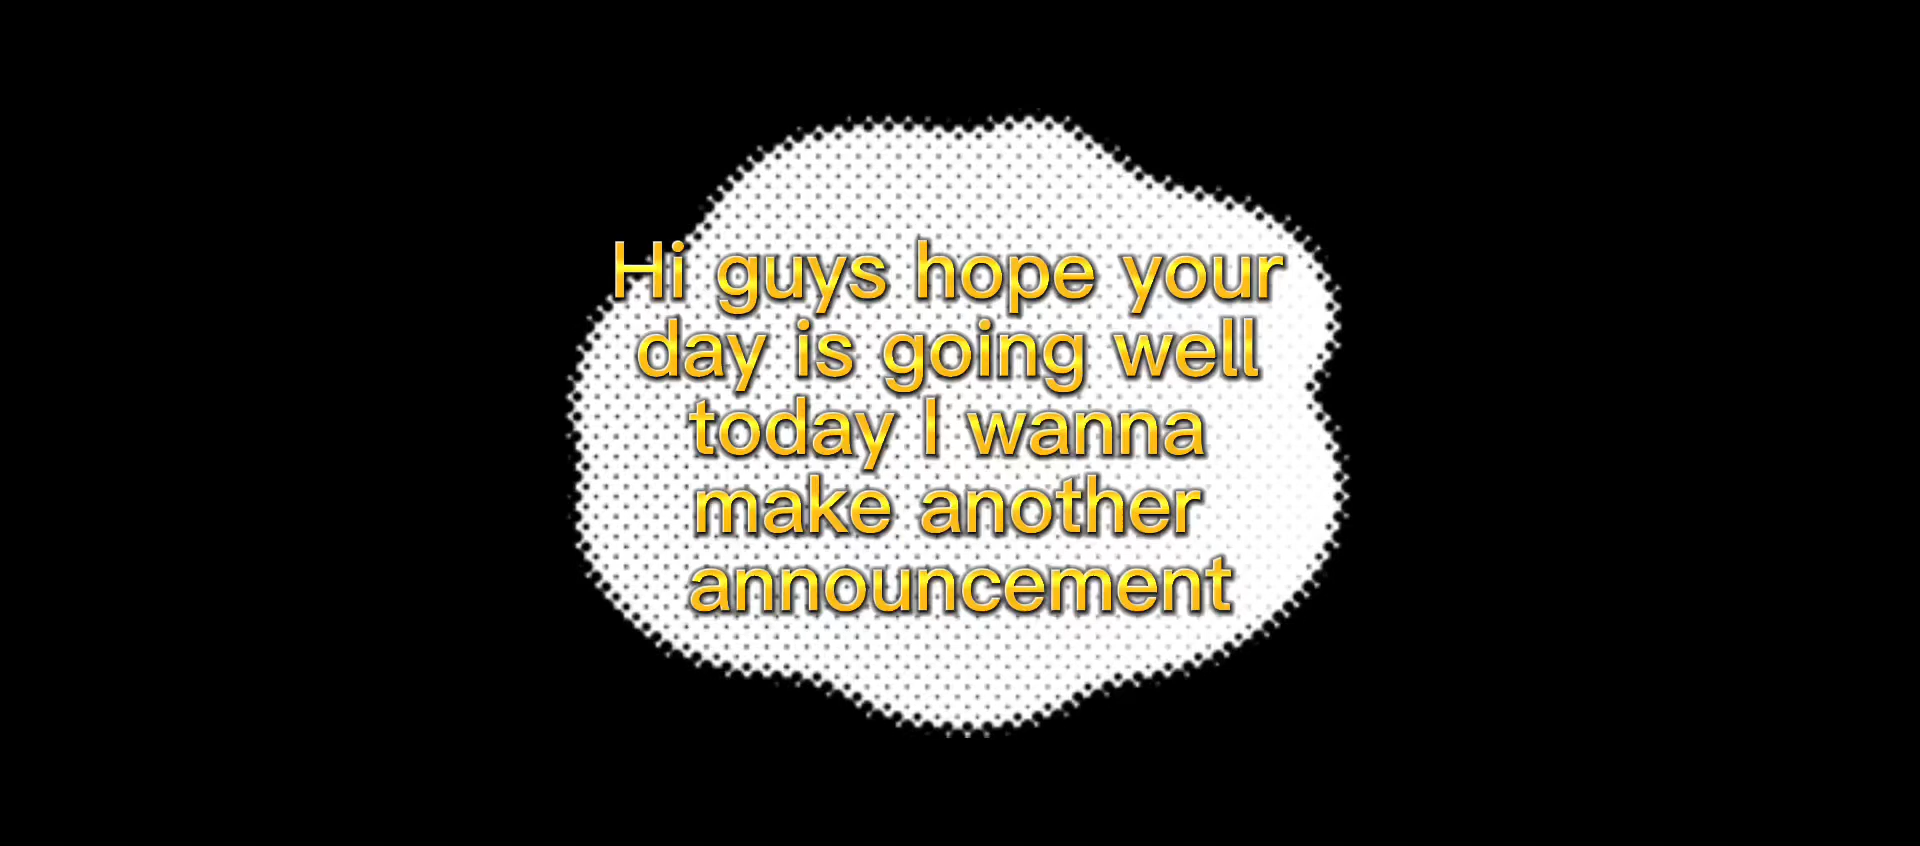 Hi guys hope your
day is going well
today I wanna
make another
announcement